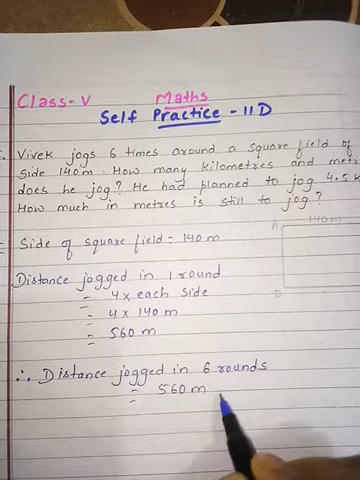 Class-V Maths
Self Practice - 11D
Vivek jogs 6 times around a square field of
side 140m. How many kilometres and metr
does he jog? He had planned to jog 4.5 k
How much in metres is still to jog?
Side of square field = 140 m
140m
A
Distance jogged in 1 round
= 4 x each side
D
= 4 x 140 m
= 560 m
∴ Distance jogged in 6 rounds
= 560 m